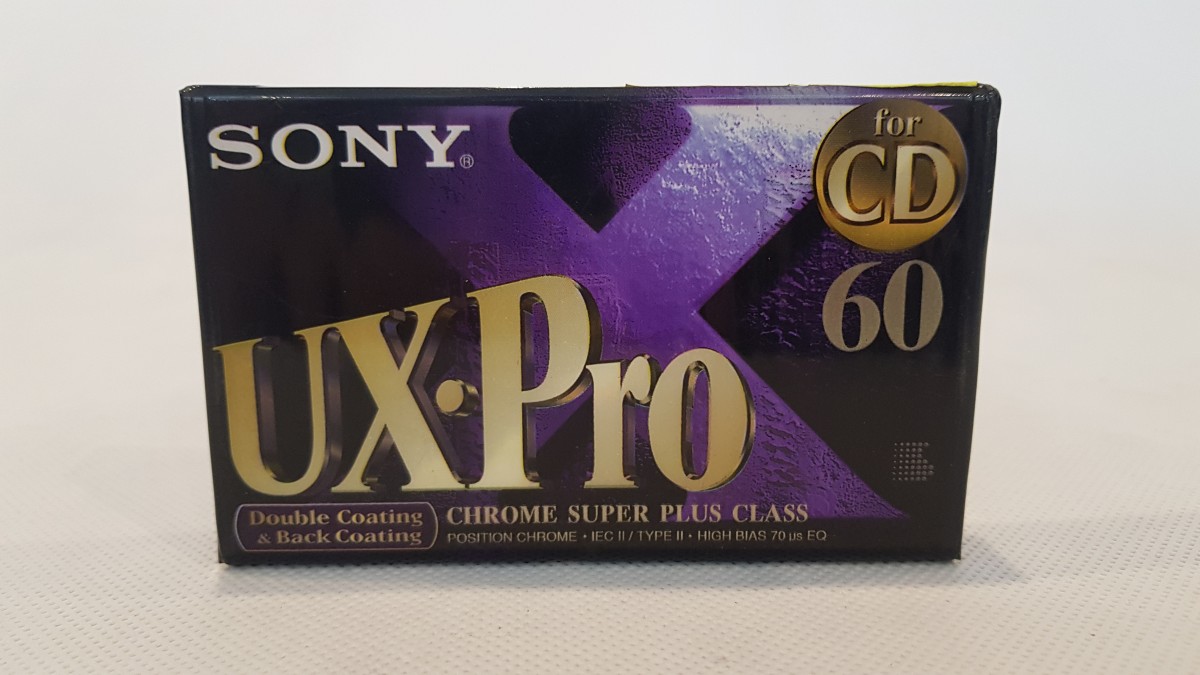 SONY®
for
CD
60
UX·Pro
Double Coating
& Back Coating
CHROME SUPER PLUS CLASS
POSITION CHROME • IEC II / TYPE II • HIGH BIAS 70 µs EQ